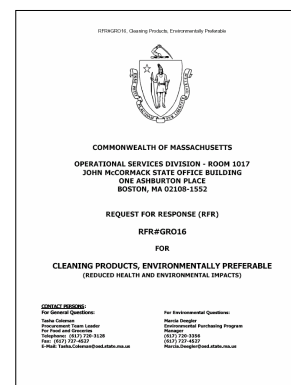 RFR#GRO16, Cleaning Products, Environmentally Preferable
COMMONWEALTH OF MASSACHUSETTS
OPERATIONAL SERVICES DIVISION - ROOM 1017
JOHN McCORMACK STATE OFFICE BUILDING
ONE ASHBURTON PLACE
BOSTON, MA 02108-1552
REQUEST FOR RESPONSE (RFR)
RFR#GRO16
FOR
CLEANING PRODUCTS, ENVIRONMENTALLY PREFERABLE
(REDUCED HEALTH AND ENVIRONMENTAL IMPACTS)
CONTACT PERSONS:
For General Questions:
Tasha Coleman
Procurement Team Leader
For Food and Groceries
Telephone: (617) 720-3128
Fax: (617) 727-4527
E-Mail: Tasha.Coleman@osd.state.ma.us
For Environmental Questions:
Marcia Deegler
Environmental Purchasing Program
Manager
(617) 720-3356
(617) 727-4527
Marcia.Deegler@osd.state.ma.us